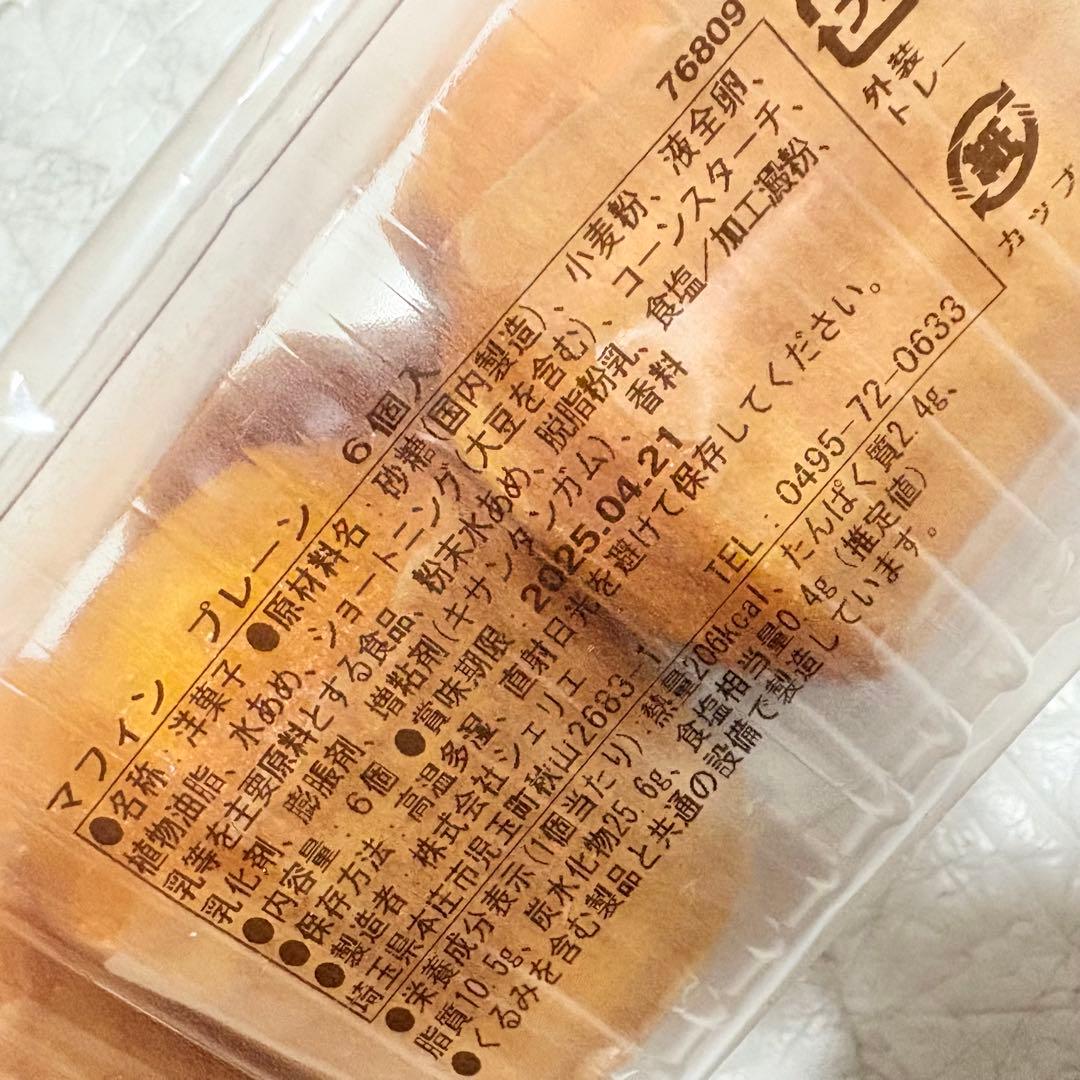 マフィン プレーン 6個入 76809
●名称：洋菓子 ●原材料名：砂糖(国内製造)、小麦粉、液全卵、
植物油脂、水あめ、ショートニング(大豆を含む)、コーンスターチ、
乳等を主要原料とする食品、粉末水あめ、脱脂粉乳、食塩／加工澱粉、
乳化剤、膨脹剤、増粘剤(キサンタンガム)、香料
●内容量：6個 ●賞味期限：2025.04.21
●保存方法：高温多湿、直射日光を避けて保存してください。
●製造者 株式会社シェリエ
埼玉県本庄市児玉町秋山2683-1 TEL：0495-72-0633
●栄養成分表示(1個当たり)：熱量206kcal、たんぱく質2.4g、
脂質10.5g、炭水化物25.6g、食塩相当量0.4g(推定値)
●くるみを含む製品と共通の設備で製造しています。
プラ
外装
トレー
紙
カップ